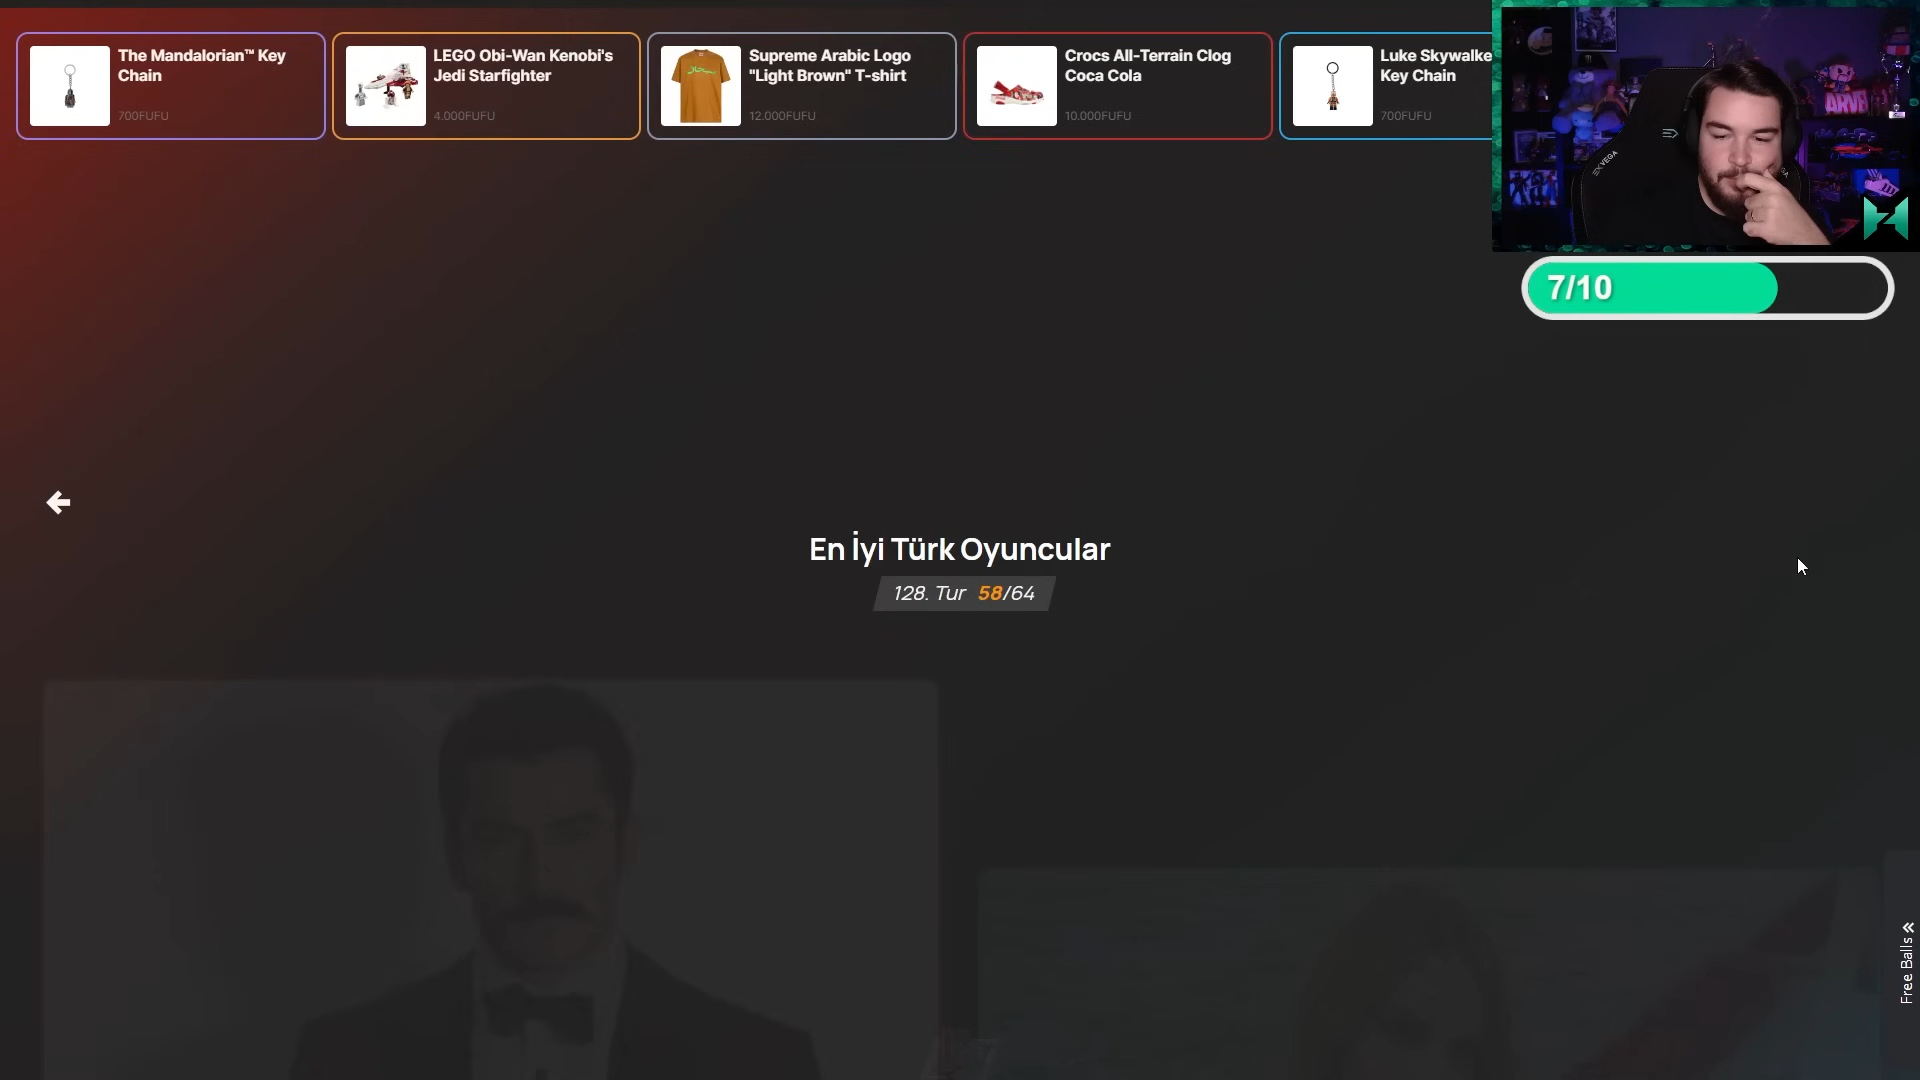 The Mandalorian™ Key
Chain
700FUFU
LEGO Obi-Wan Kenobi's
Jedi Starfighter
4.000FUFU
Supreme Arabic Logo
"Light Brown" T-shirt
12.000FUFU
Crocs All-Terrain Clog
Coca Cola
10.000FUFU
Luke Skywalke
Key Chain
700FUFU
7/10
En İyi Türk Oyuncular
128. Tur 58/64
Free Balls